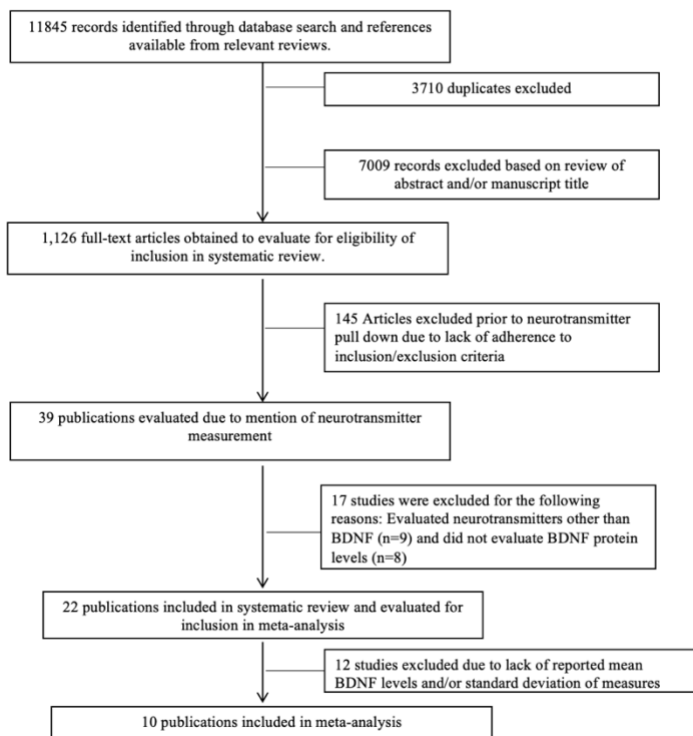 11845 records identified through database search and references
available from relevant reviews.
3710 duplicates excluded
7009 records excluded based on review of
abstract and/or manuscript title
1,126 full-text articles obtained to evaluate for eligibility of
inclusion in systematic review.
145 Articles excluded prior to neurotransmitter
pull down due to lack of adherence to
inclusion/exclusion criteria
39 publications evaluated due to mention of neurotransmitter
measurement
17 studies were excluded for the following
reasons: Evaluated neurotransmitters other than
BDNF (n=9) and did not evaluate BDNF protein
levels (n=8)
22 publications included in systematic review and evaluated for
inclusion in meta-analysis
12 studies excluded due to lack of reported mean
BDNF levels and/or standard deviation of measures
10 publications included in meta-analysis